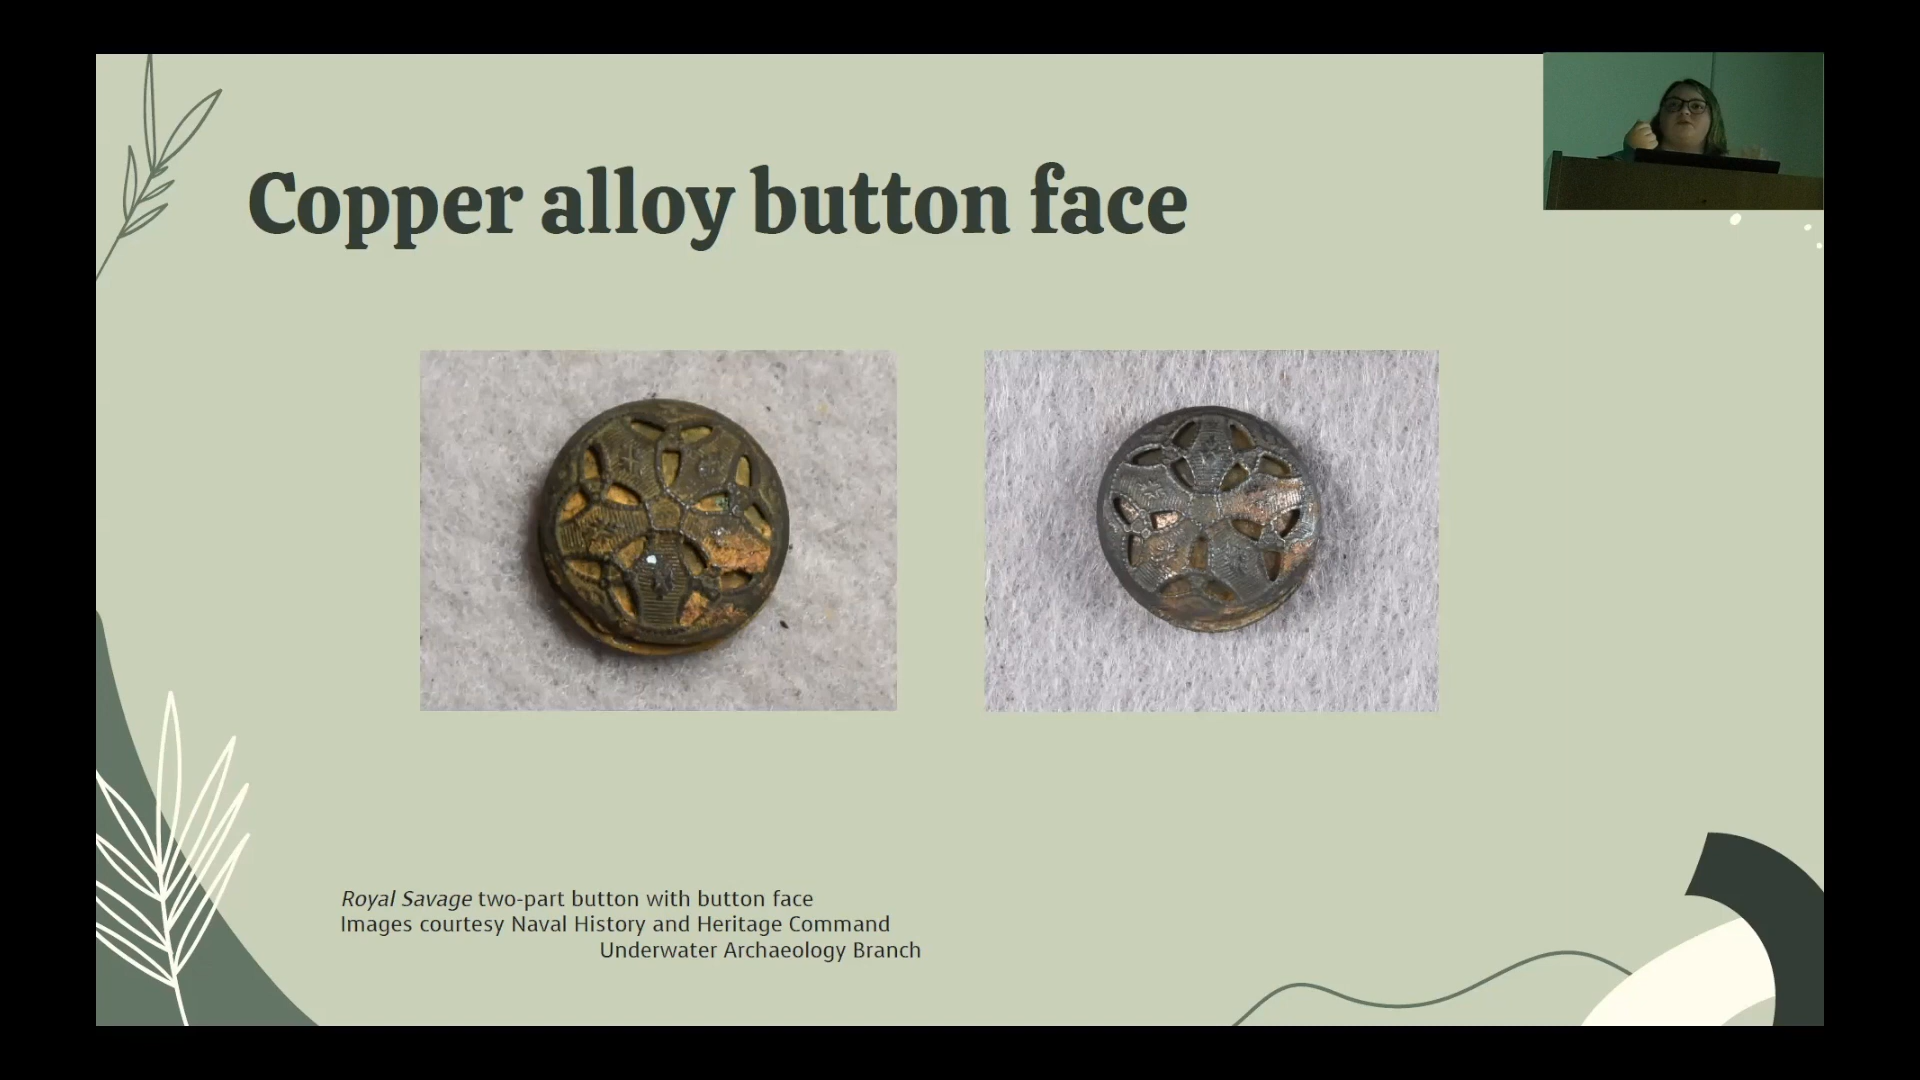 Copper alloy button face
Royal Savage two-part button with button face
Images courtesy Naval History and Heritage Command
Underwater Archaeology Branch